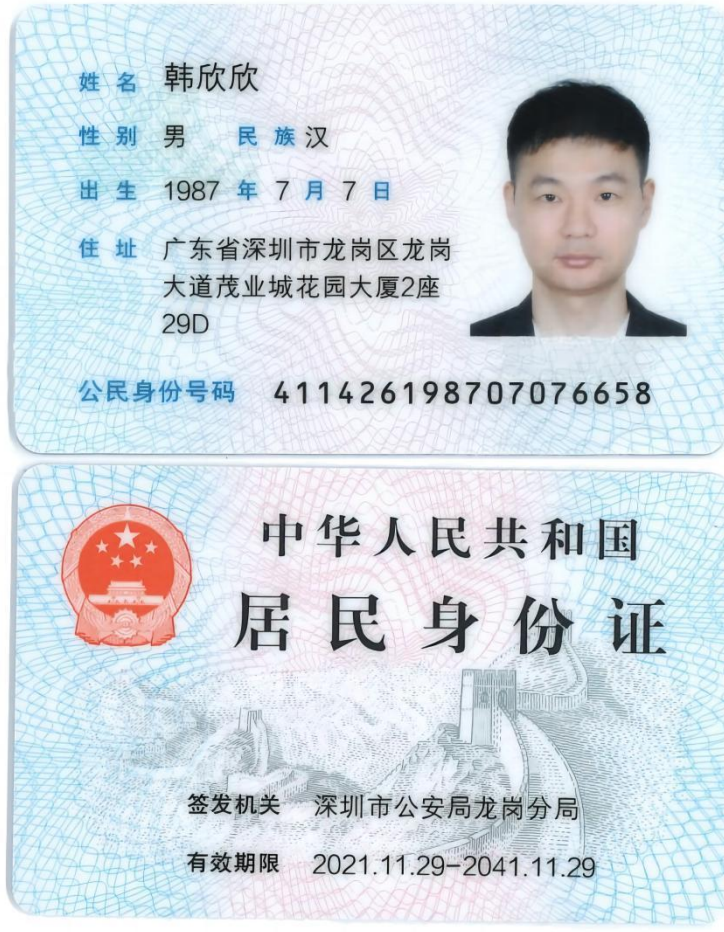 姓名 韩欣欣
性别 男 民族 汉
出生 1987 年 7 月 7 日
住址 广东省深圳市龙岗区龙岗
大道茂业城花园大厦2座
29D
公民身份号码 411426198707076658
中华人民共和国
居民身份证
签发机关 深圳市公安局龙岗分局
有效期限 2021.11.29-2041.11.29